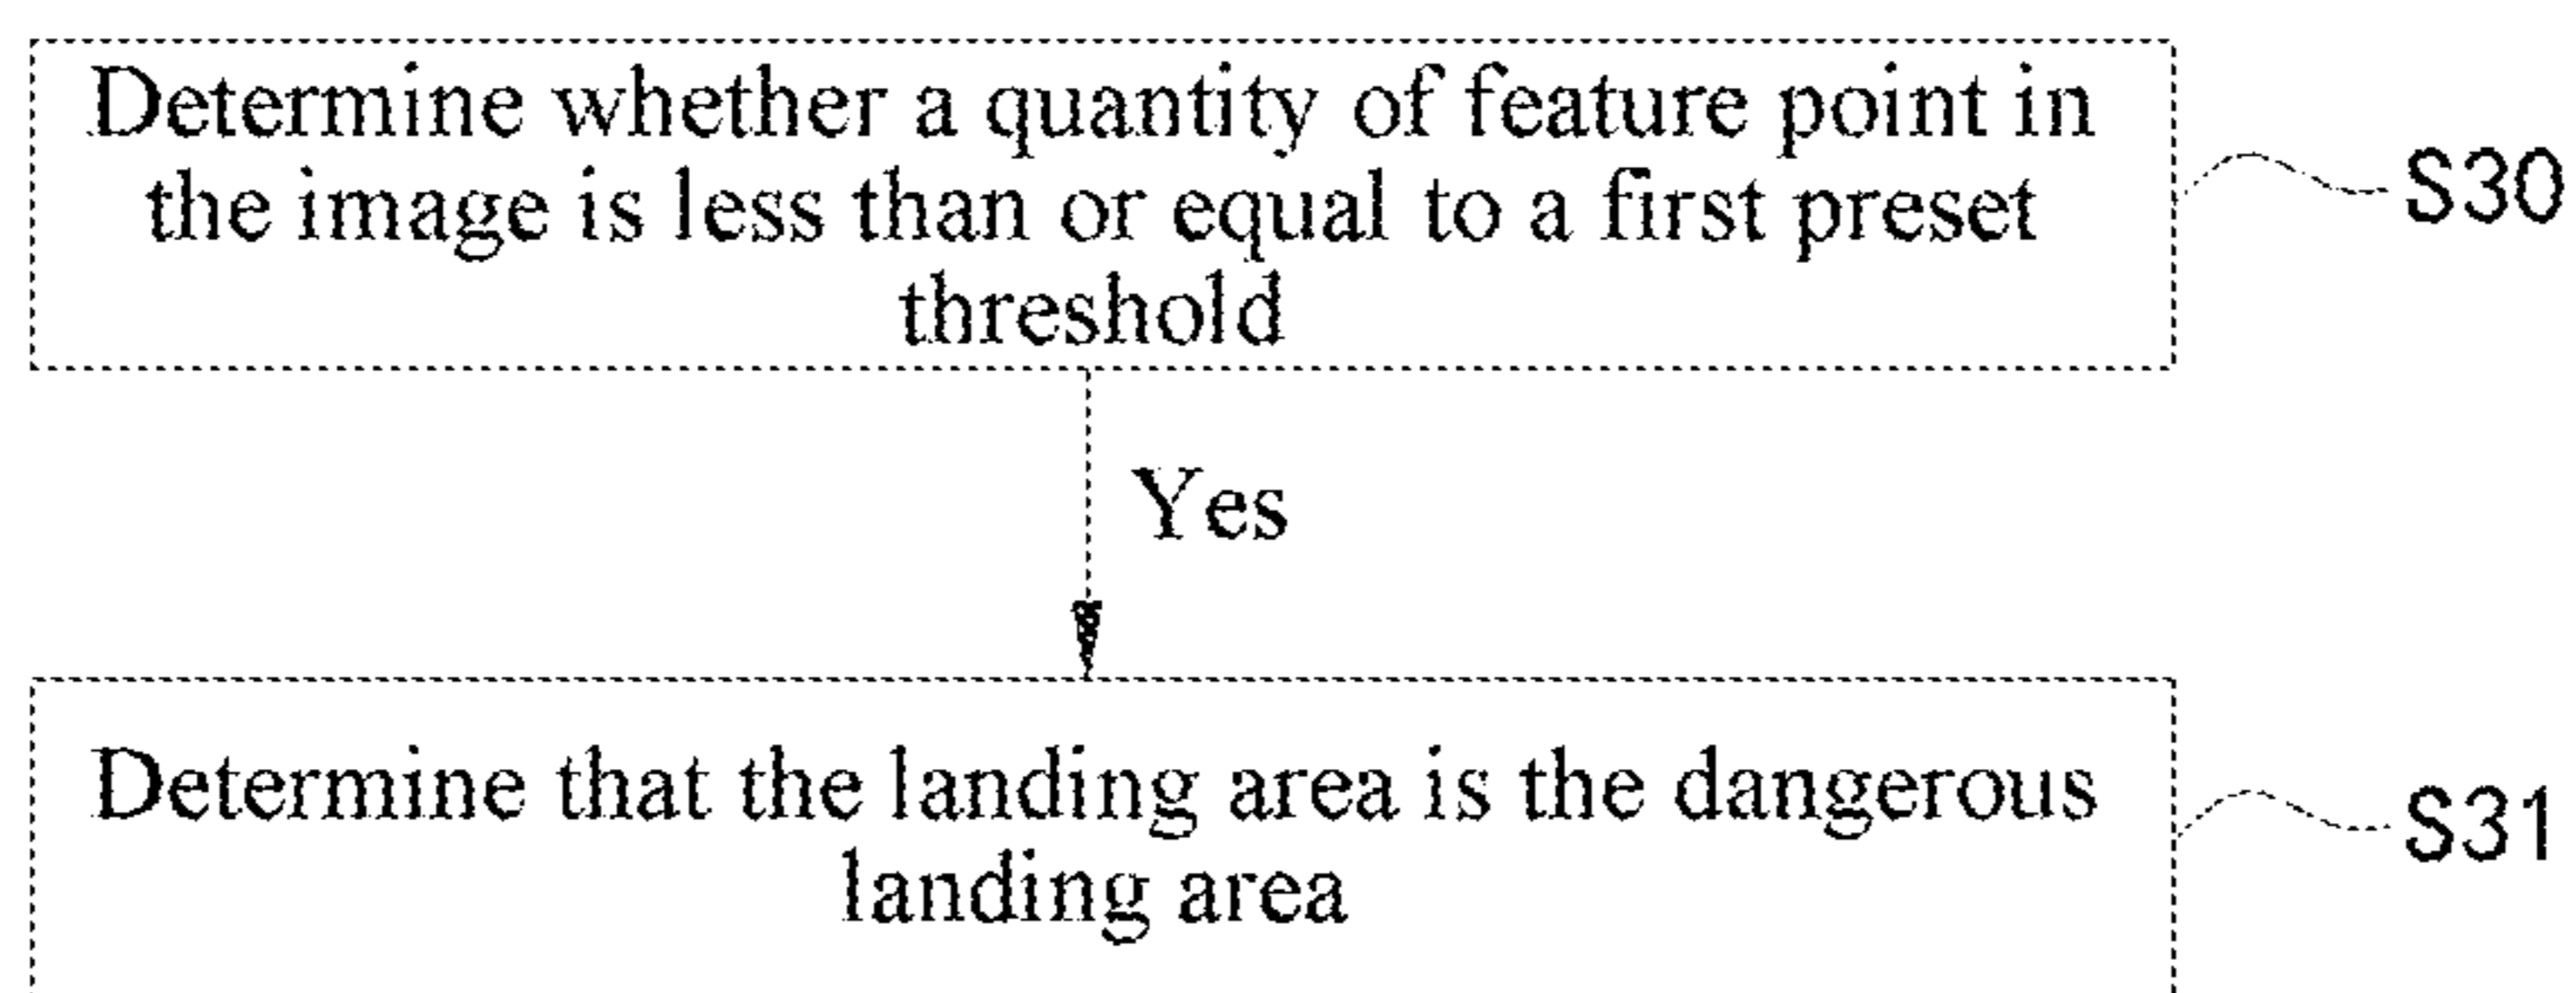 Determine whether a quantity of feature point in
the image is less than or equal to a first preset
threshold
S30
Yes
Determine that the landing area is the dangerous
landing area
S31